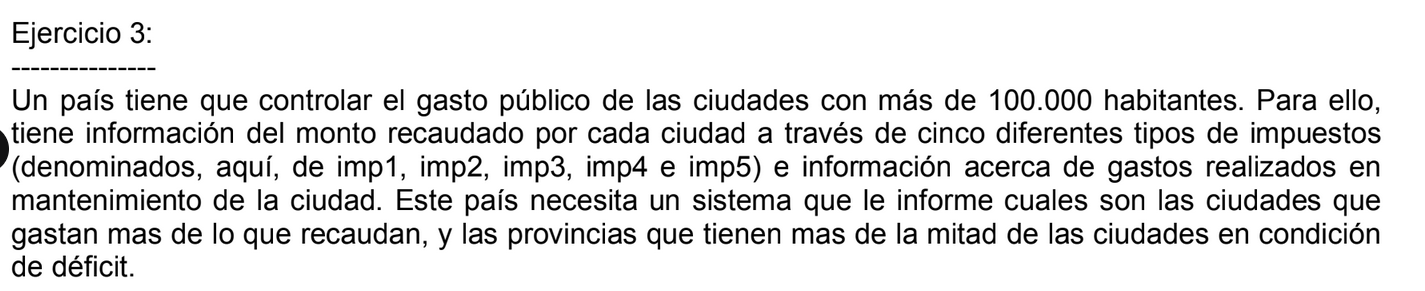 Ejercicio 3:
---------------
Un país tiene que controlar el gasto público de las ciudades con más de 100.000 habitantes. Para ello,
tiene información del monto recaudado por cada ciudad a través de cinco diferentes tipos de impuestos
(denominados, aquí, de imp1, imp2, imp3, imp4 e imp5) e información acerca de gastos realizados en
mantenimiento de la ciudad. Este país necesita un sistema que le informe cuales son las ciudades que
gastan mas de lo que recaudan, y las provincias que tienen mas de la mitad de las ciudades en condición
de déficit.